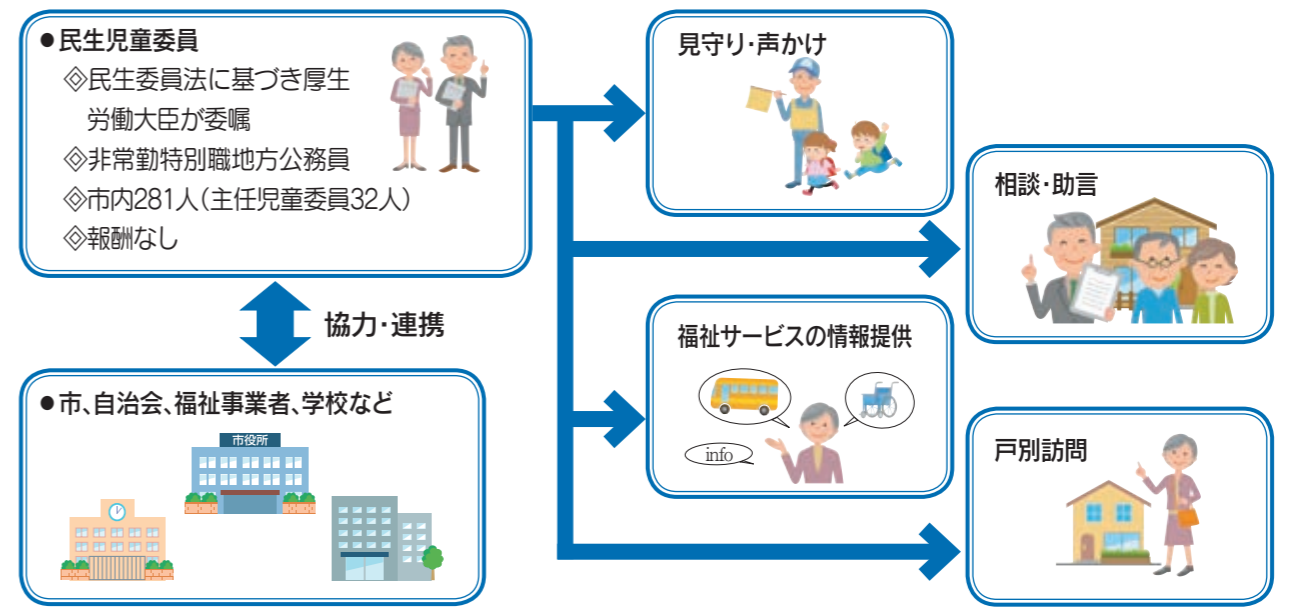 ●民生児童委員
◈民生委員法に基づき厚生
労働大臣が委嘱
◈非常勤特別職地方公務員
◈市内281人(主任児童委員32人)
◈報酬なし
協力・連携
●市、自治会、福祉事業者、学校など
市役所
見守り・声かけ
相談・助言
福祉サービスの情報提供
info
戸別訪問